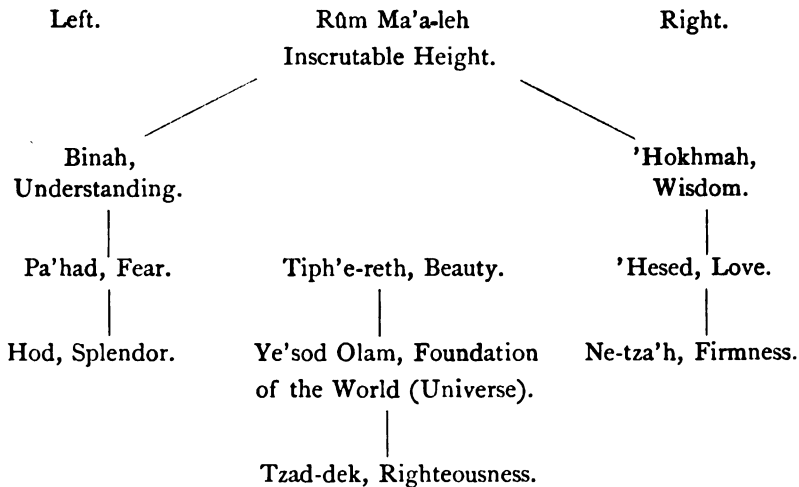 Left. Rûm Ma'a-leh Right.
Inscrutable Height.
Binah, 'Hokhmah,
Understanding. Wisdom.
Pa'had, Fear. Tiph'e-reth, Beauty. 'Hesed, Love.
Hod, Splendor. Ye'sod Olam, Foundation Ne-tza'h, Firmness.
of the World (Universe).
Tzad-dek, Righteousness.